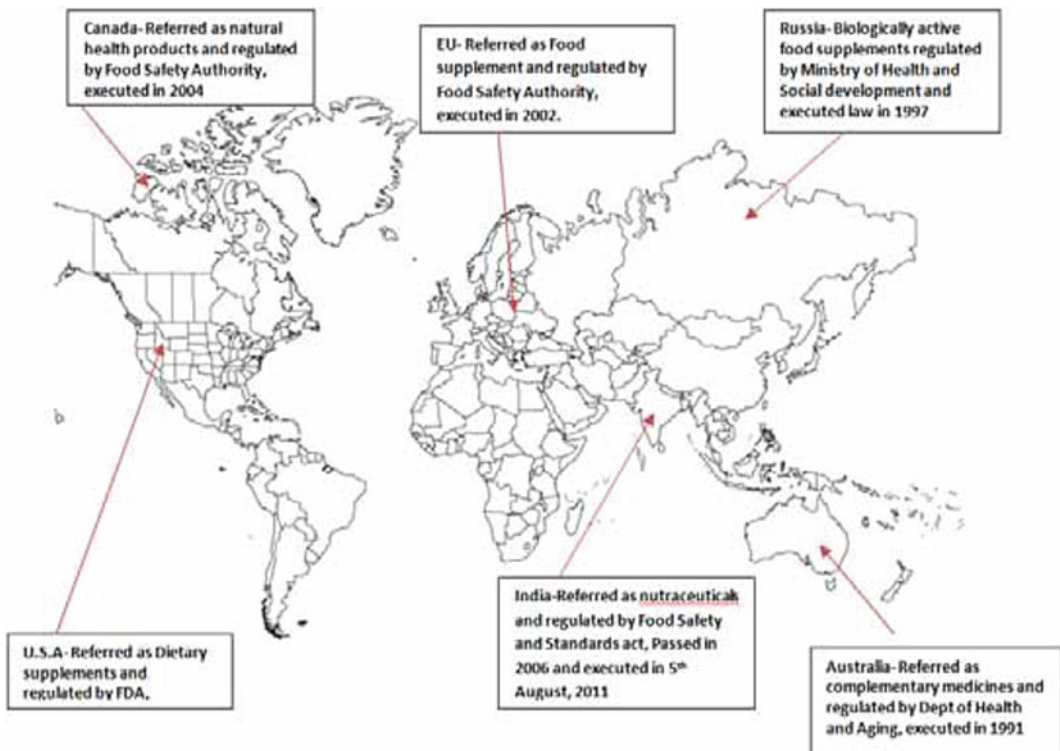 Canada-Referred as natural
health products and regulated
by Food Safety Authority,
executed in 2004
EU- Referred as Food
supplement and regulated by
Food Safety Authority,
executed in 2002.
Russia-Biologically active
food supplements regulated
by Ministry of Health and
Social development and
executed law in 1997
U.S.A-Referred as Dietary
supplements and
regulated by FDA.
India-Referred as nutraceuticak
and regulated by Food Safety
and Standards act, Passed in
2006 and executed in 5th
August, 2011
Australia-Referred as
complementary medicines and
regulated by Dept of Health
and Aging, executed in 1991